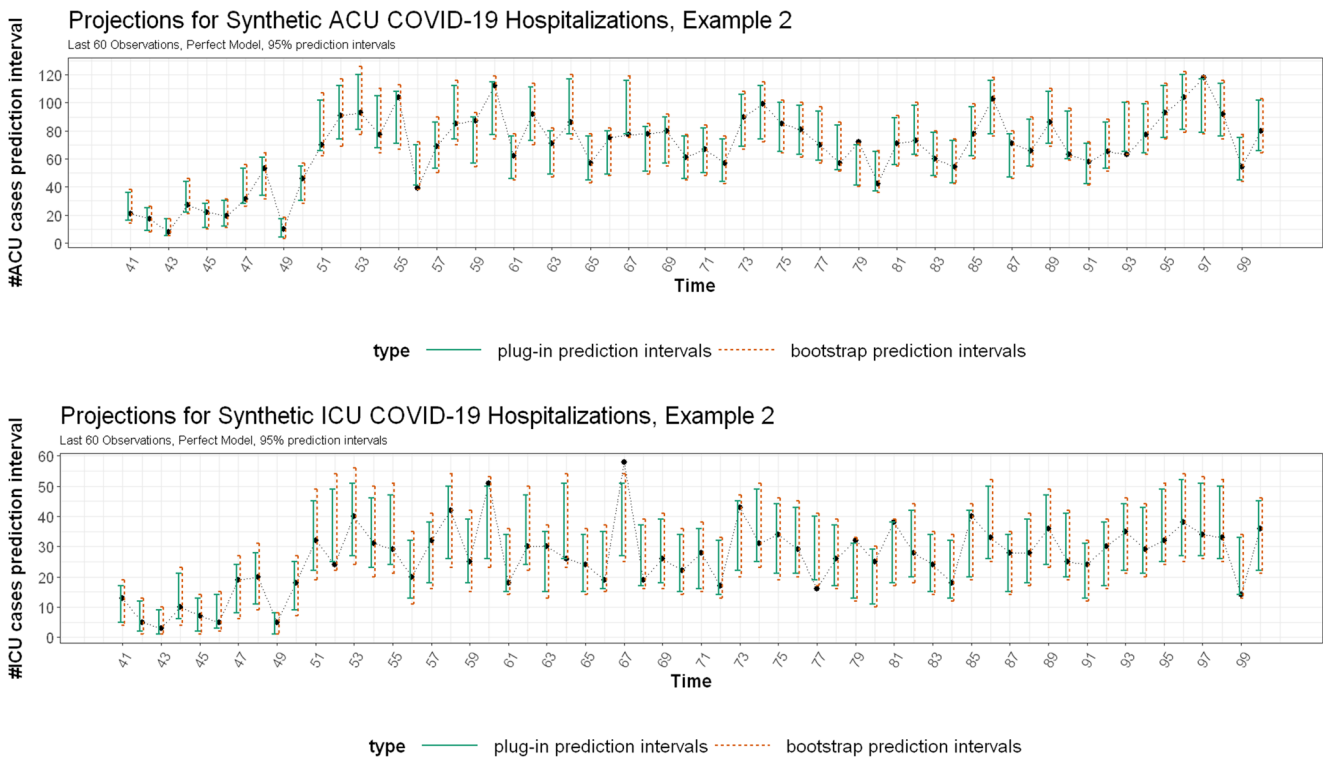 Projections for Synthetic ACU COVID-19 Hospitalizations, Example 2
Last 60 Observations, Perfect Model, 95% prediction intervals
#ACU cases prediction interval
120
100
80
60
40
20
0
41 43 45 47 49 51 53 55 57 59 61 63 65 67 69 71 73 75 77 79 81 83 85 87 89 91 93 95 97 99
Time
type plug-in prediction intervals bootstrap prediction intervals
Projections for Synthetic ICU COVID-19 Hospitalizations, Example 2
Last 60 Observations, Perfect Model, 95% prediction intervals
#ICU cases prediction interval
60
50
40
30
20
10
0
41 43 45 47 49 51 53 55 57 59 61 63 65 67 69 71 73 75 77 79 81 83 85 87 89 91 93 95 97 99
Time
type plug-in prediction intervals bootstrap prediction intervals